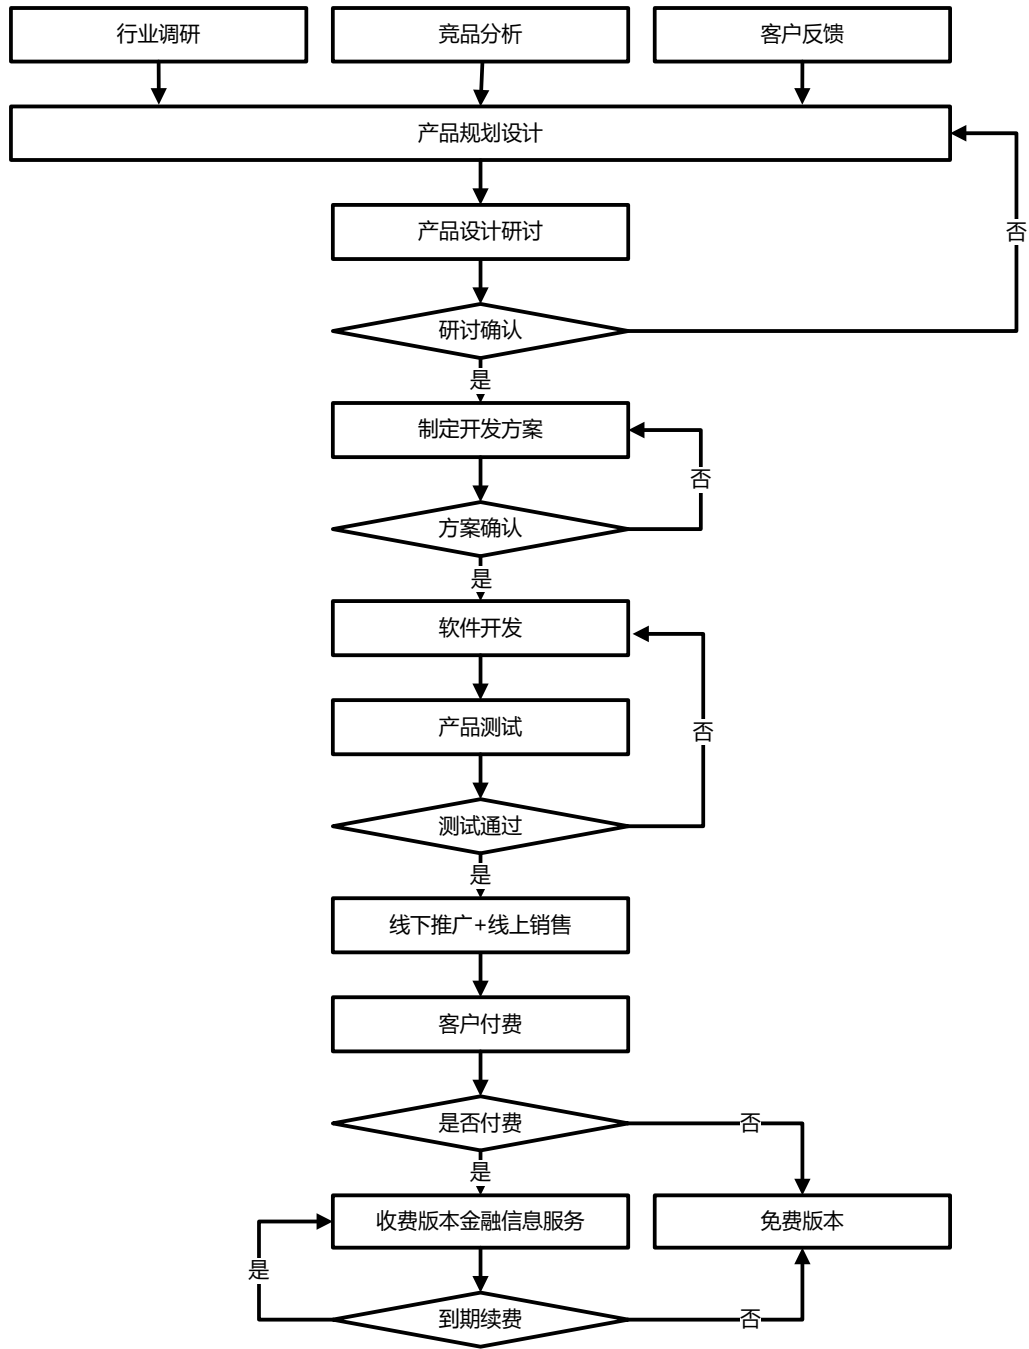 行业调研
竞品分析
客户反馈
产品规划设计
产品设计研讨
否
研讨确认
是
制定开发方案
否
方案确认
是
软件开发
产品测试
否
测试通过
是
线下推广+线上销售
客户付费
是否付费
否
是
收费版本金融信息服务
免费版本
是
到期续费
否